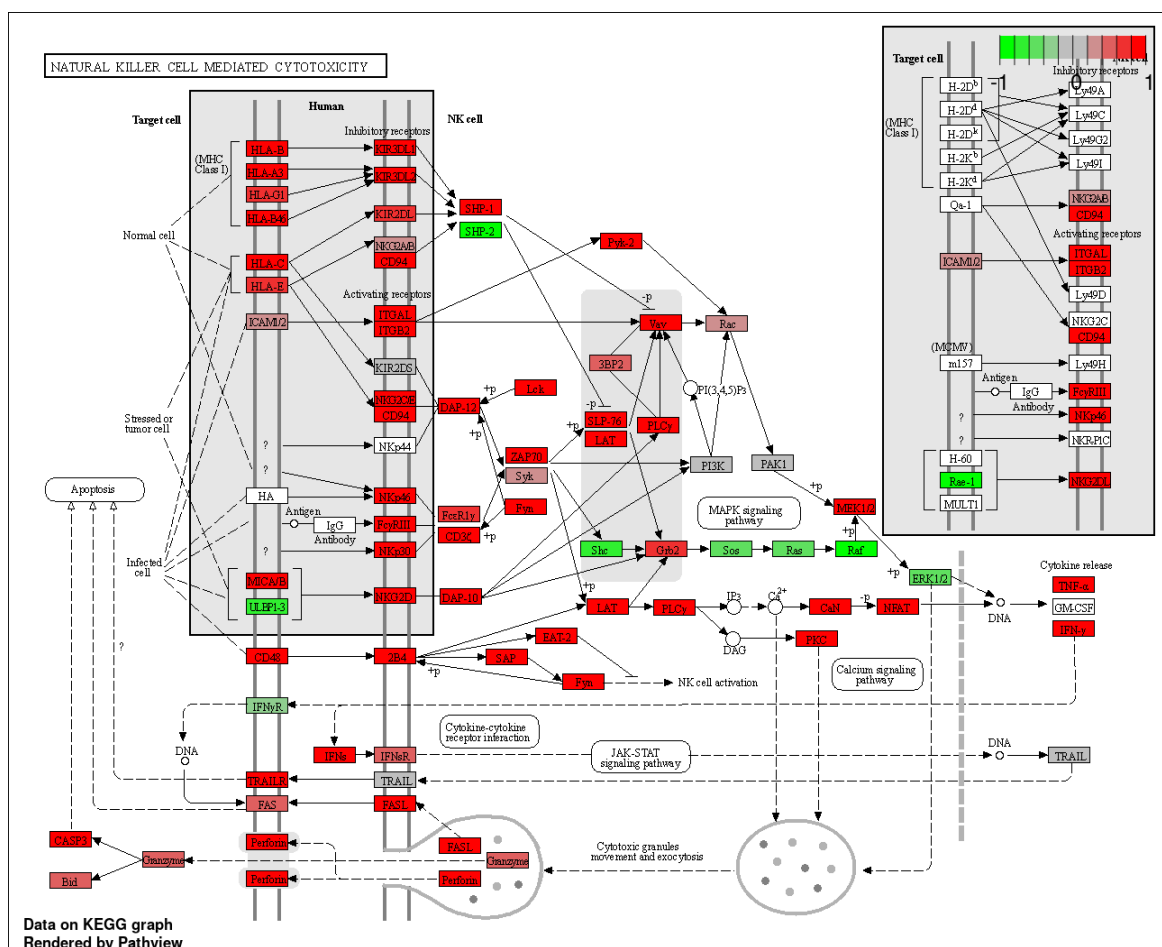 NATURAL KILLER CELL MEDIATED CYTOTOXICITY
Target cell
Human
NK cell
Inhibitory receptors
(MHC
Class I)
HLA-B
KIR3DL1
HLA-A3
KIR3DL2
HLA-G1
HLA-B46
KIR2DL
SHP-1
SHP-2
Normal cell
NKG2A/B
CD94
HLA-C
HLA-E
Pyk-2
Activating receptors
ICAM1/2
ITGAL
ITGB2
-p
Vav
Rac
3BP2
KIR2DS
PI(3,4,5)P3
NKG2C/E
CD94
DAP-12
+p
Lck
-p
SLP-76
LAT
PLCγ
Stressed or
tumor cell
?
NKp44
+p
+p
ZAP70
Syk
PI3K
PAK1
?
HA
NKp46
FcεR1γ
CD3ζ
Fyn
+p
+p
MEK1/2
Antigen
IgG
Antibody
FcγRIII
MAPK signaling
pathway
?
NKp30
Infected
cell
Shc
Grb2
Sos
Ras
Raf
+p
+p
ERK1/2
MICA/B
ULBP1-3
NKG2D
DAP-10
+p
LAT
PLCγ
IP3
Ca2+
CaN
-p
NFAT
DNA
DAG
PKC
Cytokine release
TNF-α
GM-CSF
IFN-γ
CD48
2B4
+p
EAT-2
SAP
Fyn
NK cell activation
Calcium signaling
pathway
Apoptosis
?
IFNγR
Cytokine-cytokine
receptor interaction
DNA
IFNs
IFNsR
JAK-STAT
signaling pathway
DNA
TRAIL
TRAILR
TRAIL
FAS
FASL
CASP3
Bid
Granzyme
Perforin
Perforin
FASL
Granzyme
Perforin
Cytotoxic granules
movement and exocytosis
Target cell
-1
0
1
Inhibitory receptors
(MHC
Class I)
H-2Db
H-2Dd
H-2Dk
H-2Kb
H-2Kd
Qa-1
Ly49A
Ly49C
Ly49G2
Ly49I
NKG2A/B
CD94
Activating receptors
ICAM1/2
ITGAL
ITGB2
Ly49D
NKG2C
CD94
(MCMV)
m157
Ly49H
Antigen
IgG
Antibody
FcγRIII
?
NKp46
?
NKRP1C
H-60
Rae-1
MULT1
NKG2DL
Data on KEGG graph
Rendered by Pathview